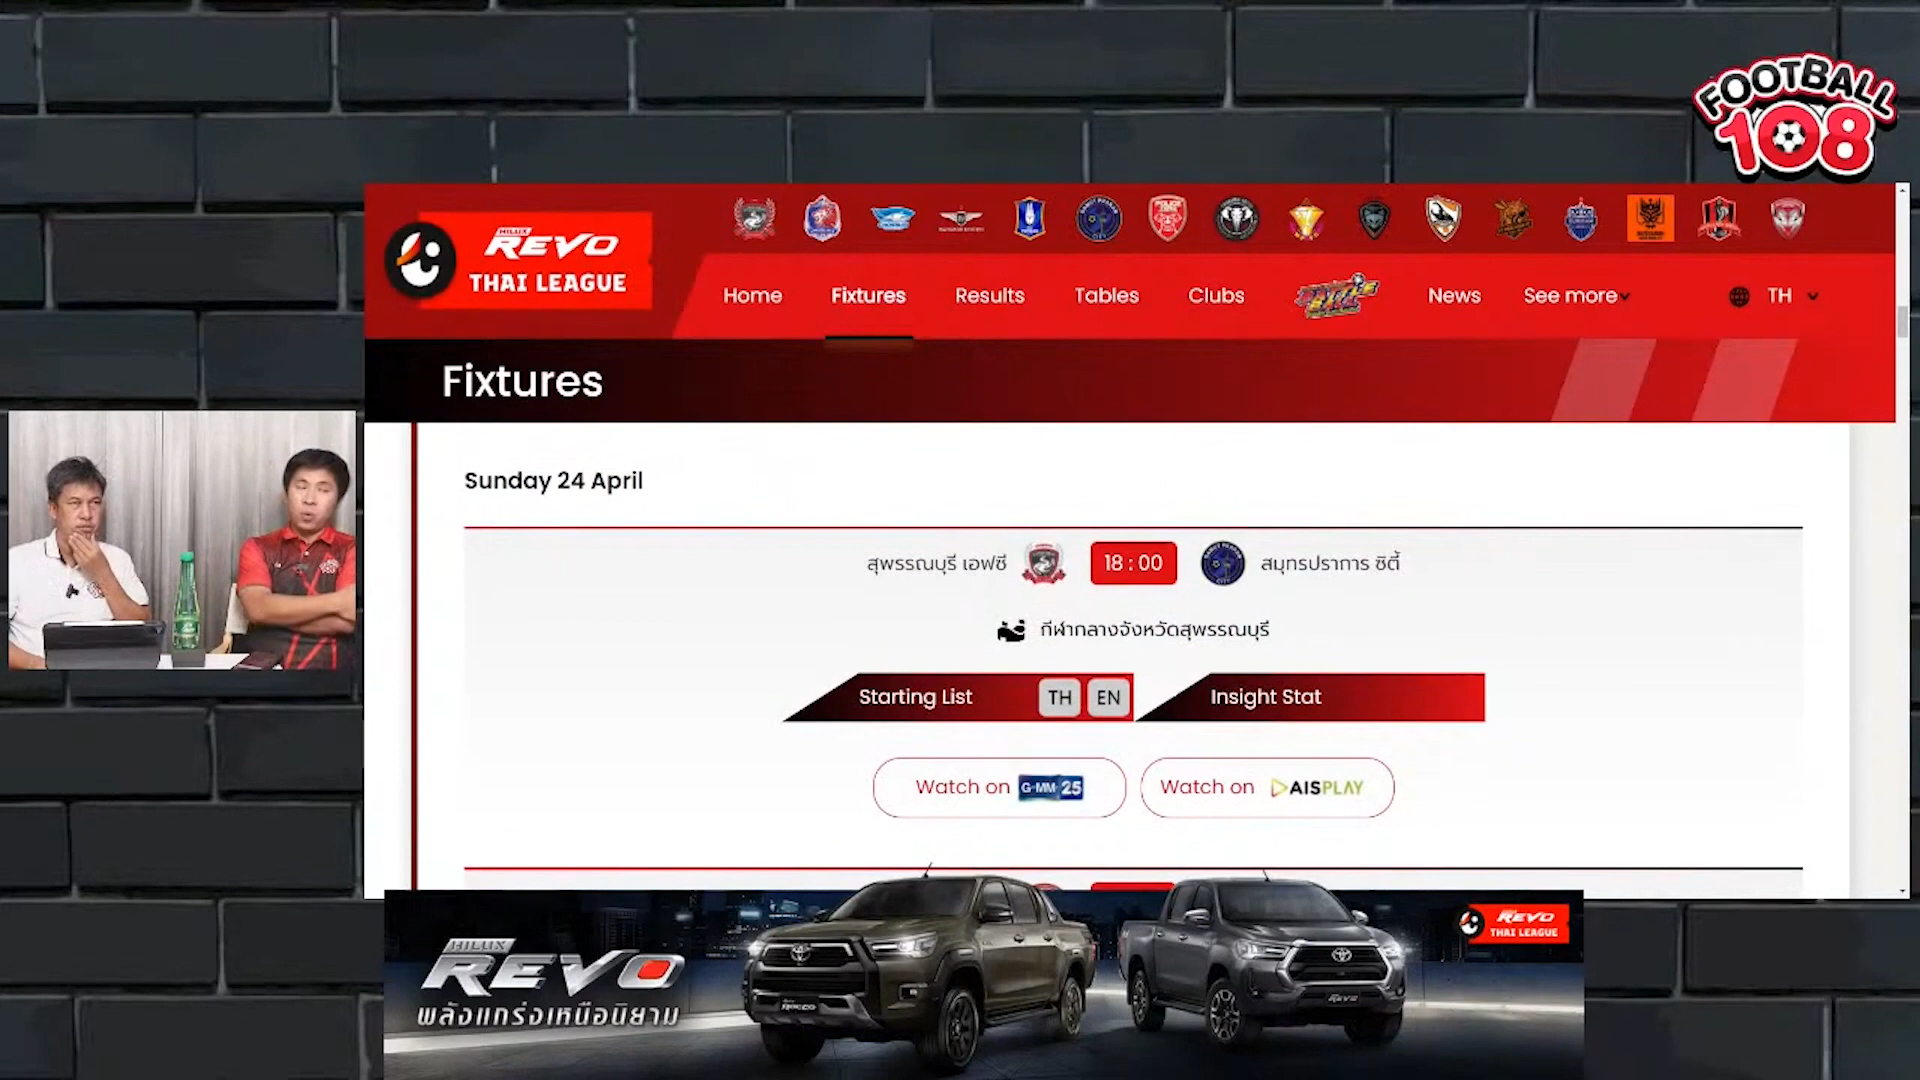 FOOTBALL
108
HILUX
REVO
THAI LEAGUE
Home
Fixtures
Results
Tables
Clubs
News
See more
TH
Fixtures
Sunday 24 April
สุพรรณบุรี เอฟซี
18 : 00
สมุทรปราการ ซิตี้
กีฬากลางจังหวัดสุพรรณบุรี
Starting List
TH
EN
Insight Stat
Watch on G-MM 25
Watch on AISPLAY
HILUX
REVO
พลังแกร่งเหนือนิยาม
REVO
THAI LEAGUE